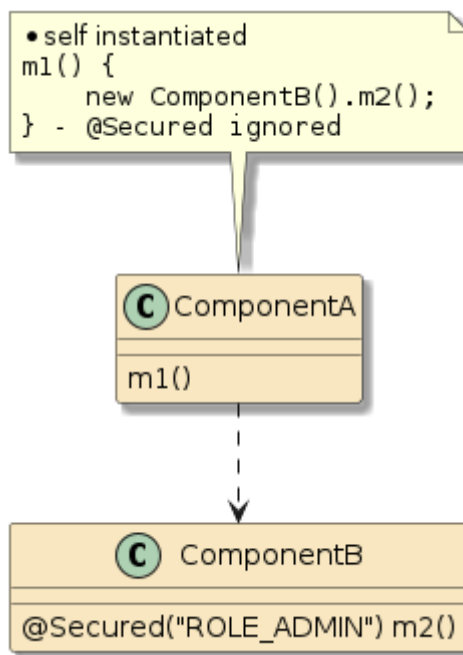 • self instantiated
m1() {
    new ComponentB().m2();
} - @Secured ignored
C ComponentA
m1()
C ComponentB
@Secured("ROLE_ADMIN") m2()